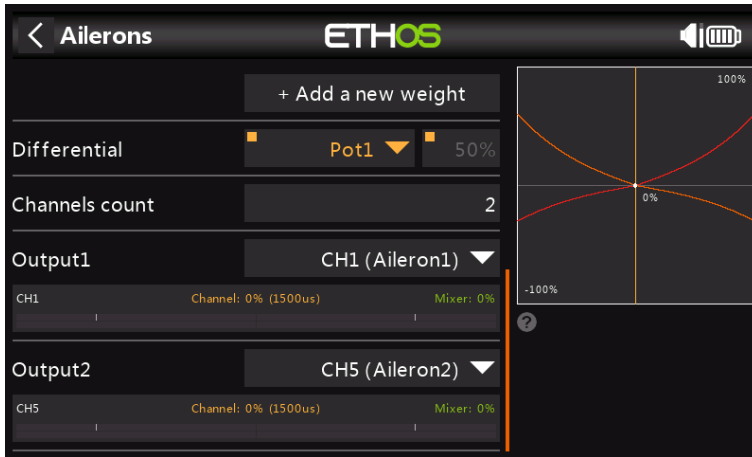 Ailerons
ETHOS
+ Add a new weight
Differential
Pot1
50%
Channels count
2
Output1
CH1 (Aileron1)
CH1
Channel: 0% (1500us)
Mixer: 0%
Output2
CH5 (Aileron2)
CH5
Channel: 0% (1500us)
Mixer: 0%
100%
0%
-100%
?